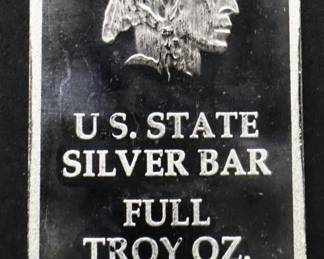 U S. STATE
SILVER BAR
FULL
TROY OZ.